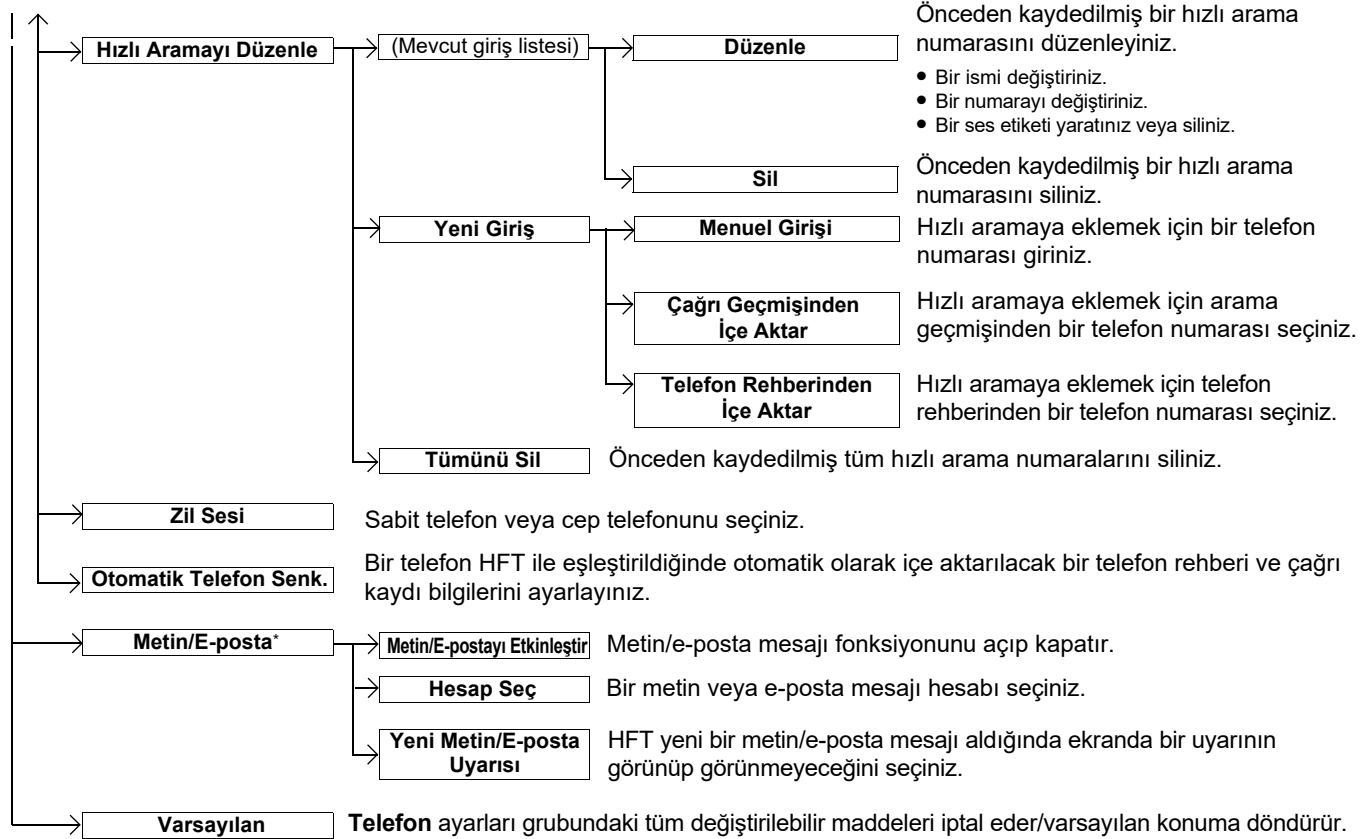 Hızlı Aramayı Düzenle
(Mevcut giriş listesi)
Düzenle
Önceden kaydedilmiş bir hızlı arama
numarasını düzenleyiniz.
● Bir ismi değiştiriniz.
● Bir numarayı değiştiriniz.
● Bir ses etiketi yaratınız veya siliniz.
Sil
Önceden kaydedilmiş bir hızlı arama
numarasını siliniz.
Yeni Giriş
Menuel Girişi
Hızlı aramaya eklemek için bir telefon
numarası giriniz.
Çağrı Geçmişinden
İçe Aktar
Hızlı aramaya eklemek için arama
geçmişinden bir telefon numarası seçiniz.
Telefon Rehberinden
İçe Aktar
Hızlı aramaya eklemek için telefon
rehberinden bir telefon numarası seçiniz.
Tümünü Sil
Önceden kaydedilmiş tüm hızlı arama numaralarını siliniz.
Zil Sesi
Sabit telefon veya cep telefonunu seçiniz.
Otomatik Telefon Senk.
Bir telefon HFT ile eşleştirildiğinde otomatik olarak içe aktarılacak bir telefon rehberi ve çağrı
kaydı bilgilerini ayarlayınız.
Metin/E-posta*
Metin/E-postayı Etkinleştir
Metin/e-posta mesajı fonksiyonunu açıp kapatır.
Hesap Seç
Bir metin veya e-posta mesajı hesabı seçiniz.
Yeni Metin/E-posta
Uyarısı
HFT yeni bir metin/e-posta mesajı aldığında ekranda bir uyarının
görünüp görünmeyeceğini seçiniz.
Varsayılan
Telefon ayarları grubundaki tüm değiştirilebilir maddeleri iptal eder/varsayılan konuma döndürür.